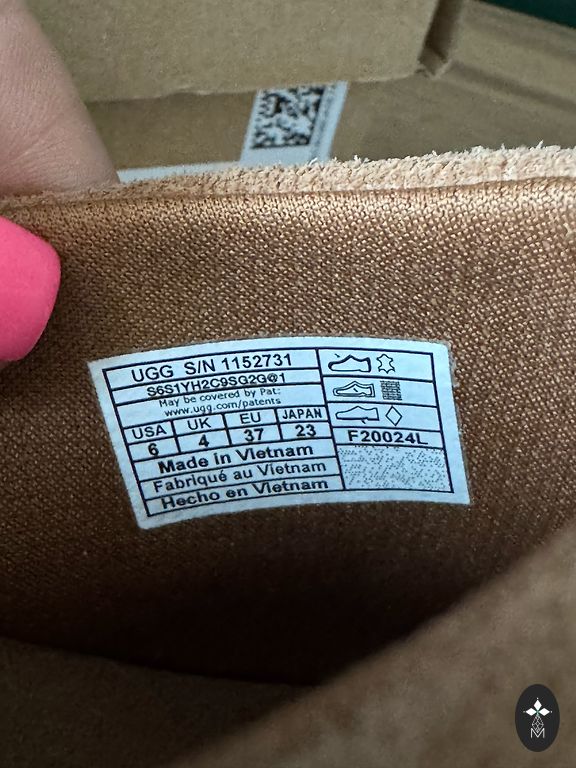 UGG S/N 1152731
S6S1YH2C9SG2G@1
May be covered by Pat:
www.ugg.com/patents
USA UK EU JAPAN
6 4 37 23
F20024L
Made in Vietnam
Fabriqué au Vietnam
Hecho en Vietnam
M